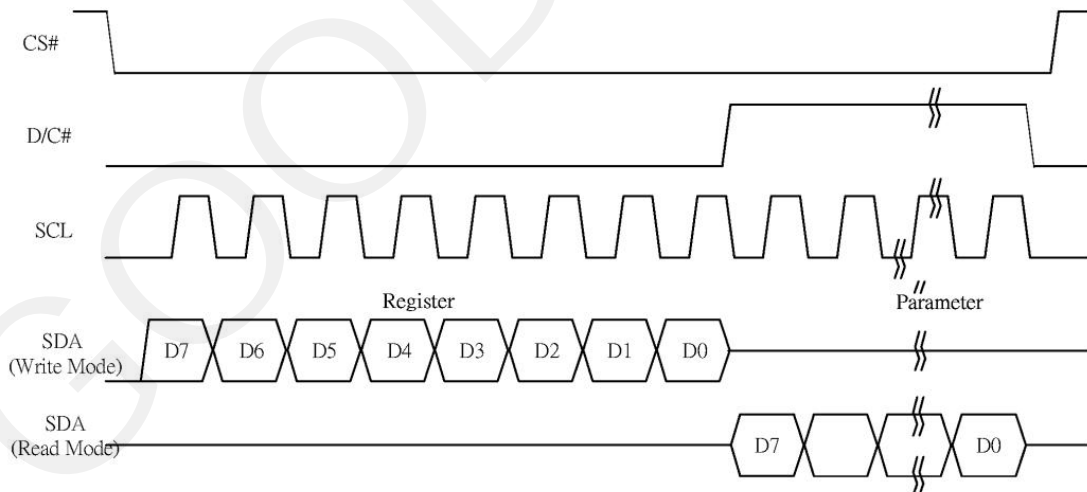 CS#
D/C#
SCL
Register
Parameter
SDA
(Write Mode)
D7 D6 D5 D4 D3 D2 D1 D0
SDA
(Read Mode)
D7 D0